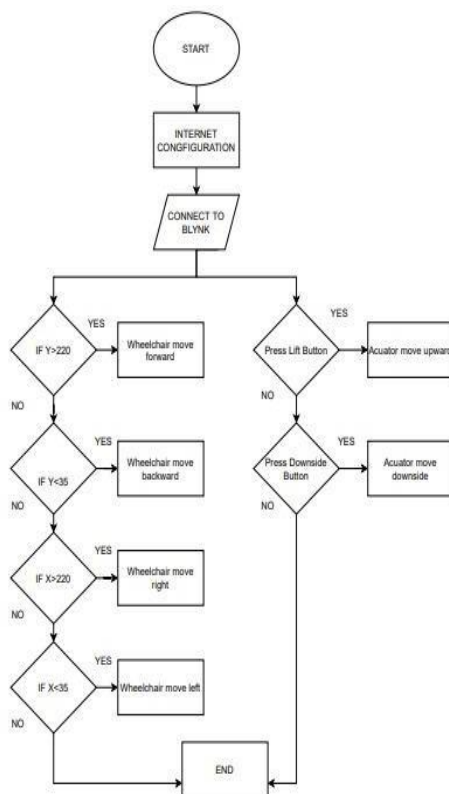 START
INTERNET
CONGFIGURATION
CONNECT TO
BLYNK
IF Y>220
YES
NO
Wheelchair move
forward
IF Y<35
YES
NO
Wheelchair move
backward
IF X>220
YES
NO
Wheelchair move
right
IF X<35
YES
NO
Wheelchair move left
Press Lift Button
YES
NO
Acuator move upward
Press Downside
Button
YES
NO
Acuator move
downside
END